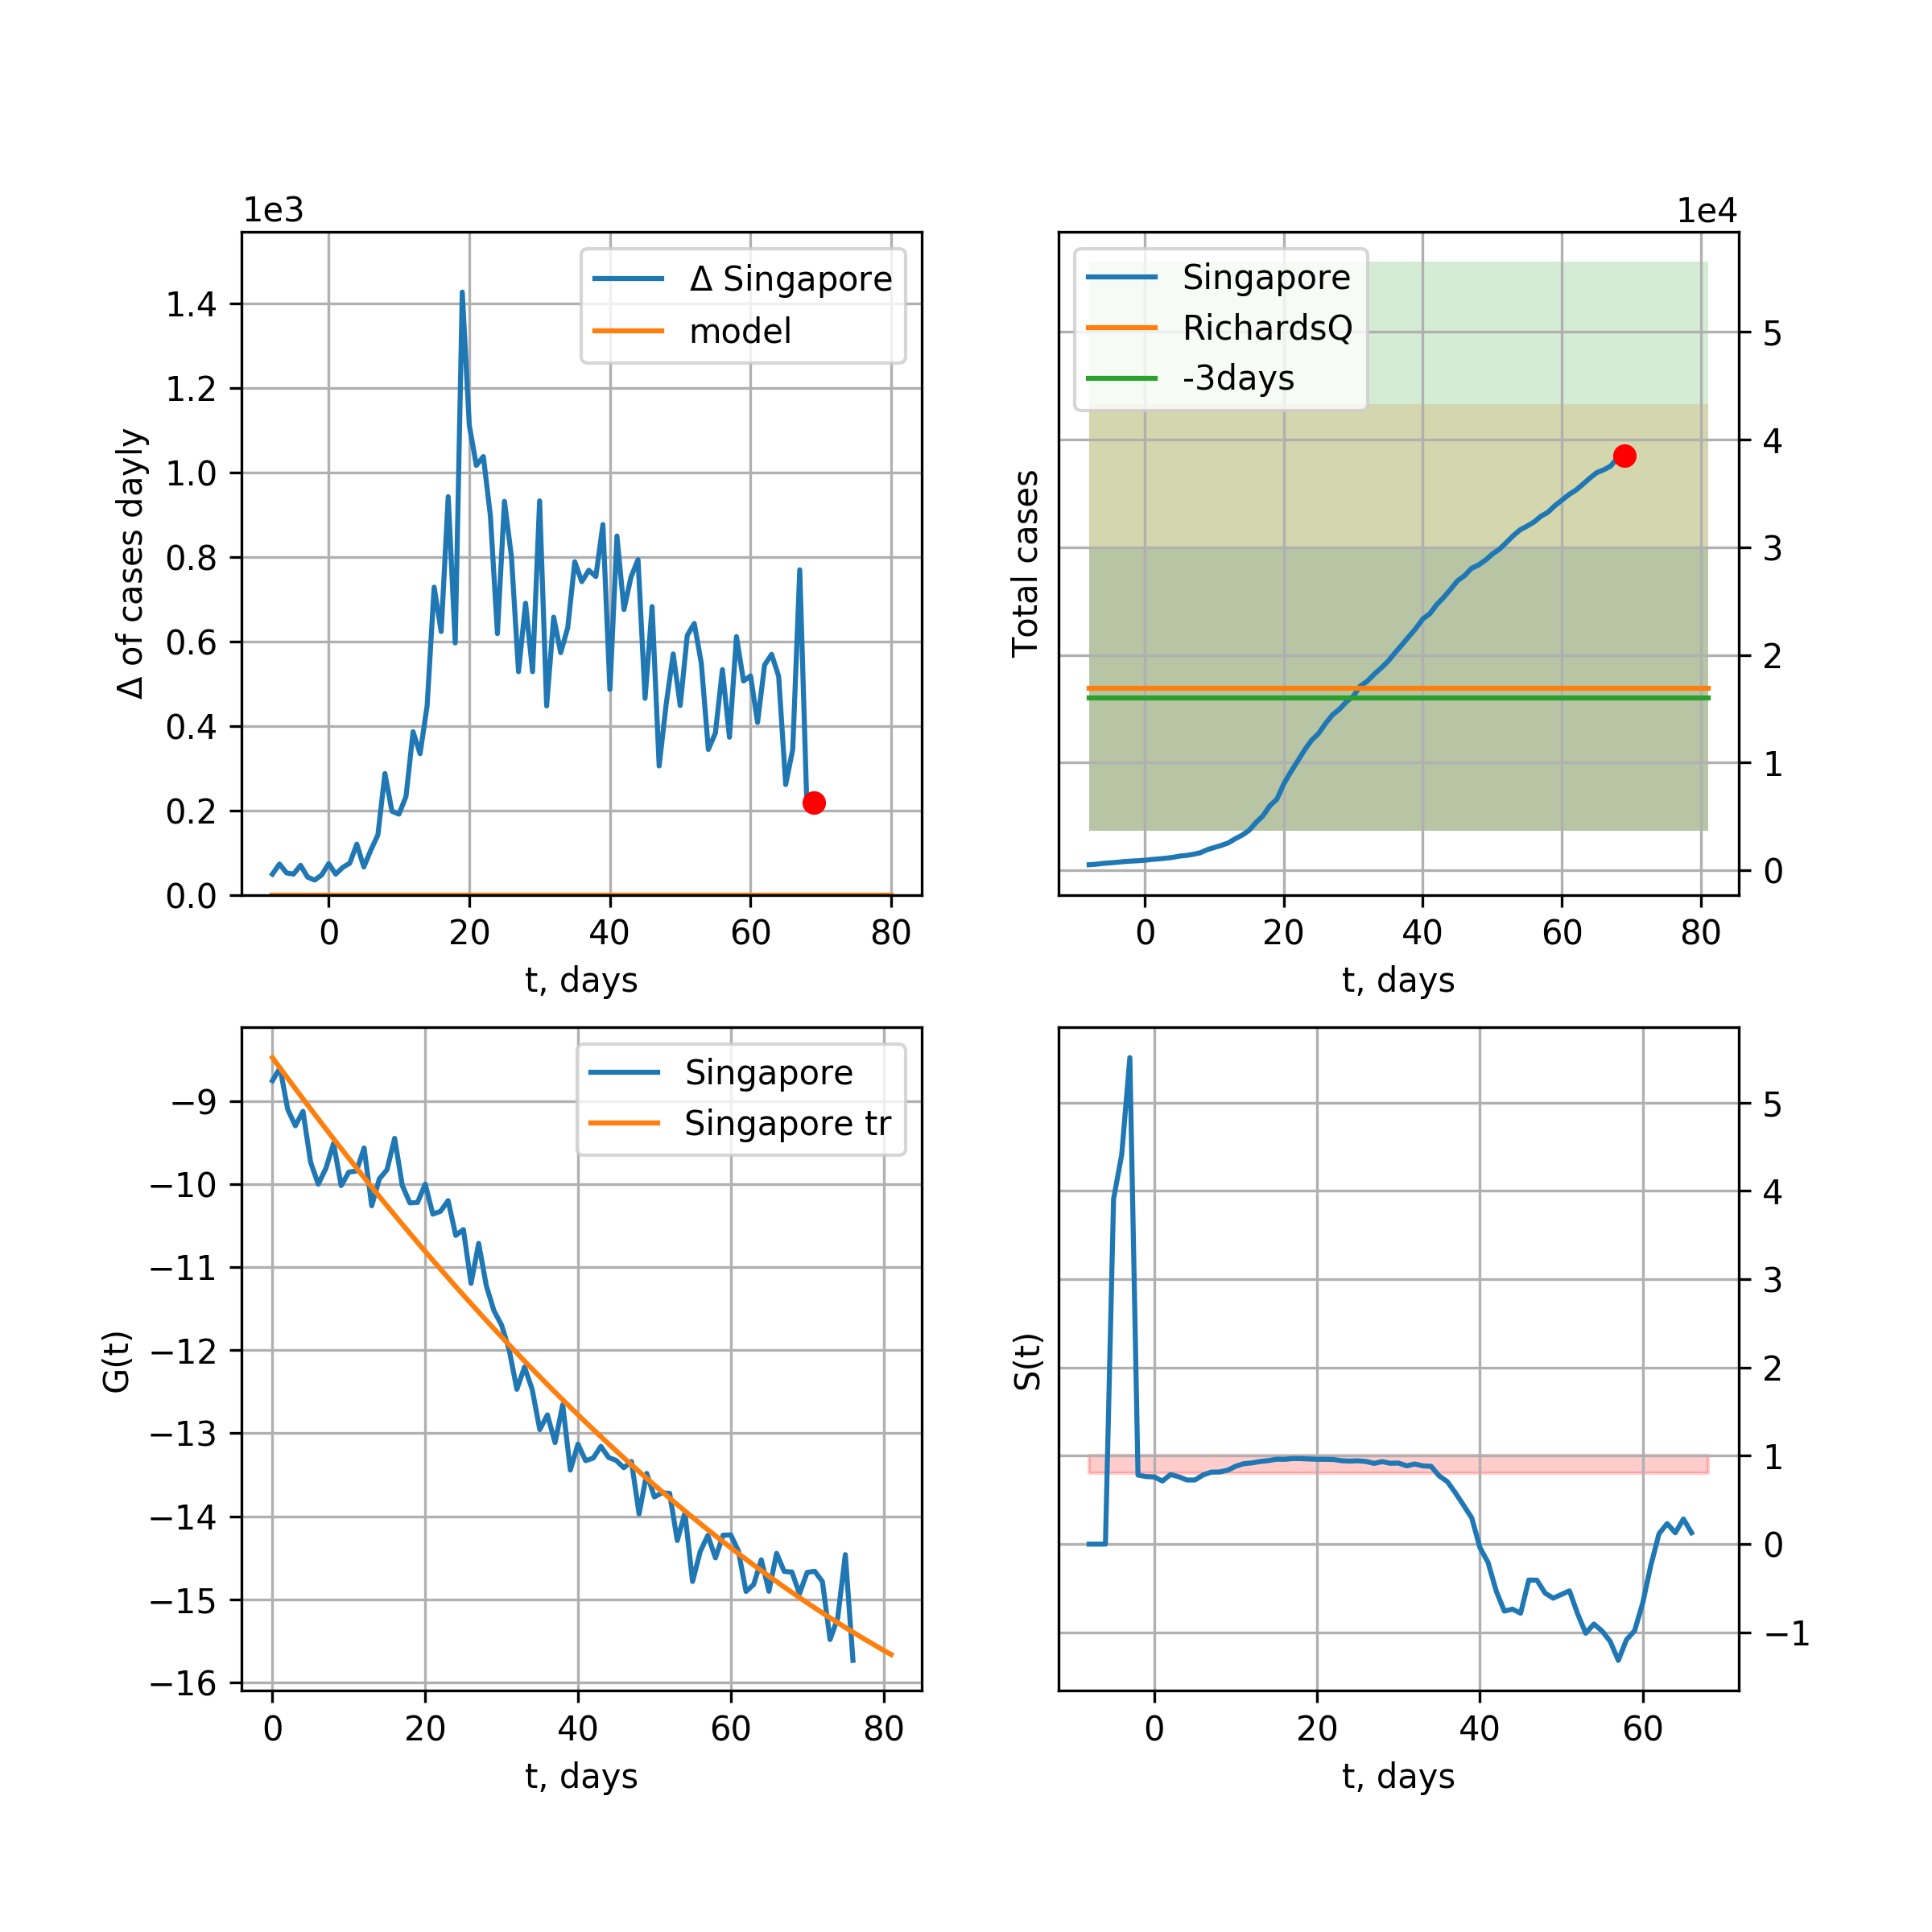 1e3
Δ of cases dayly
1.4
1.2
1.0
0.8
0.6
0.4
0.2
0.0
Δ Singapore
model
0 20 40 60 80
t, days
1e4
Total cases
Singapore
RichardsQ
-3days
5
4
3
2
1
0
0 20 40 60 80
t, days
G(t)
−9
−10
−11
−12
−13
−14
−15
−16
Singapore
Singapore tr
0 20 40 60 80
t, days
S(t)
5
4
3
2
1
0
−1
0 20 40 60
t, days